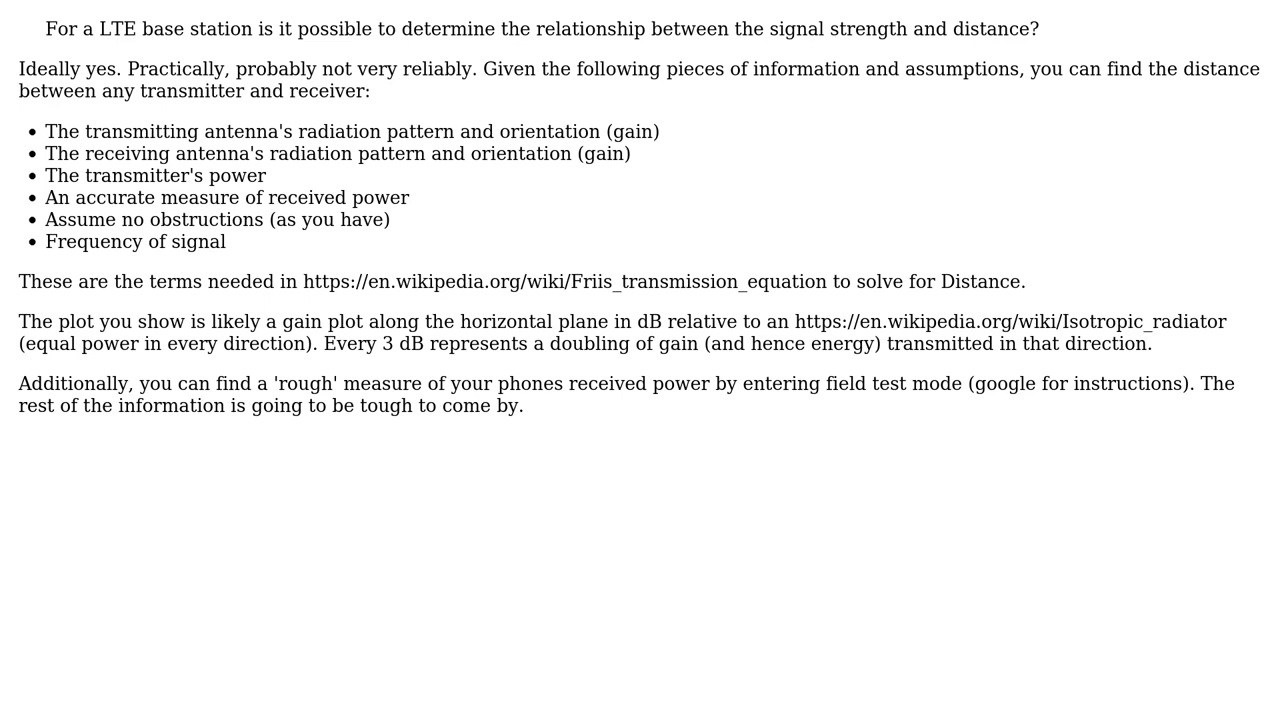 For a LTE base station is it possible to determine the relationship between the signal strength and distance?
Ideally yes. Practically, probably not very reliably. Given the following pieces of information and assumptions, you can find the distance
between any transmitter and receiver:
• The transmitting antenna's radiation pattern and orientation (gain)
• The receiving antenna's radiation pattern and orientation (gain)
• The transmitter's power
• An accurate measure of received power
• Assume no obstructions (as you have)
• Frequency of signal
These are the terms needed in https://en.wikipedia.org/wiki/Friis_transmission_equation to solve for Distance.
The plot you show is likely a gain plot along the horizontal plane in dB relative to an https://en.wikipedia.org/wiki/Isotropic_radiator
(equal power in every direction). Every 3 dB represents a doubling of gain (and hence energy) transmitted in that direction.
Additionally, you can find a 'rough' measure of your phones received power by entering field test mode (google for instructions). The
rest of the information is going to be tough to come by.